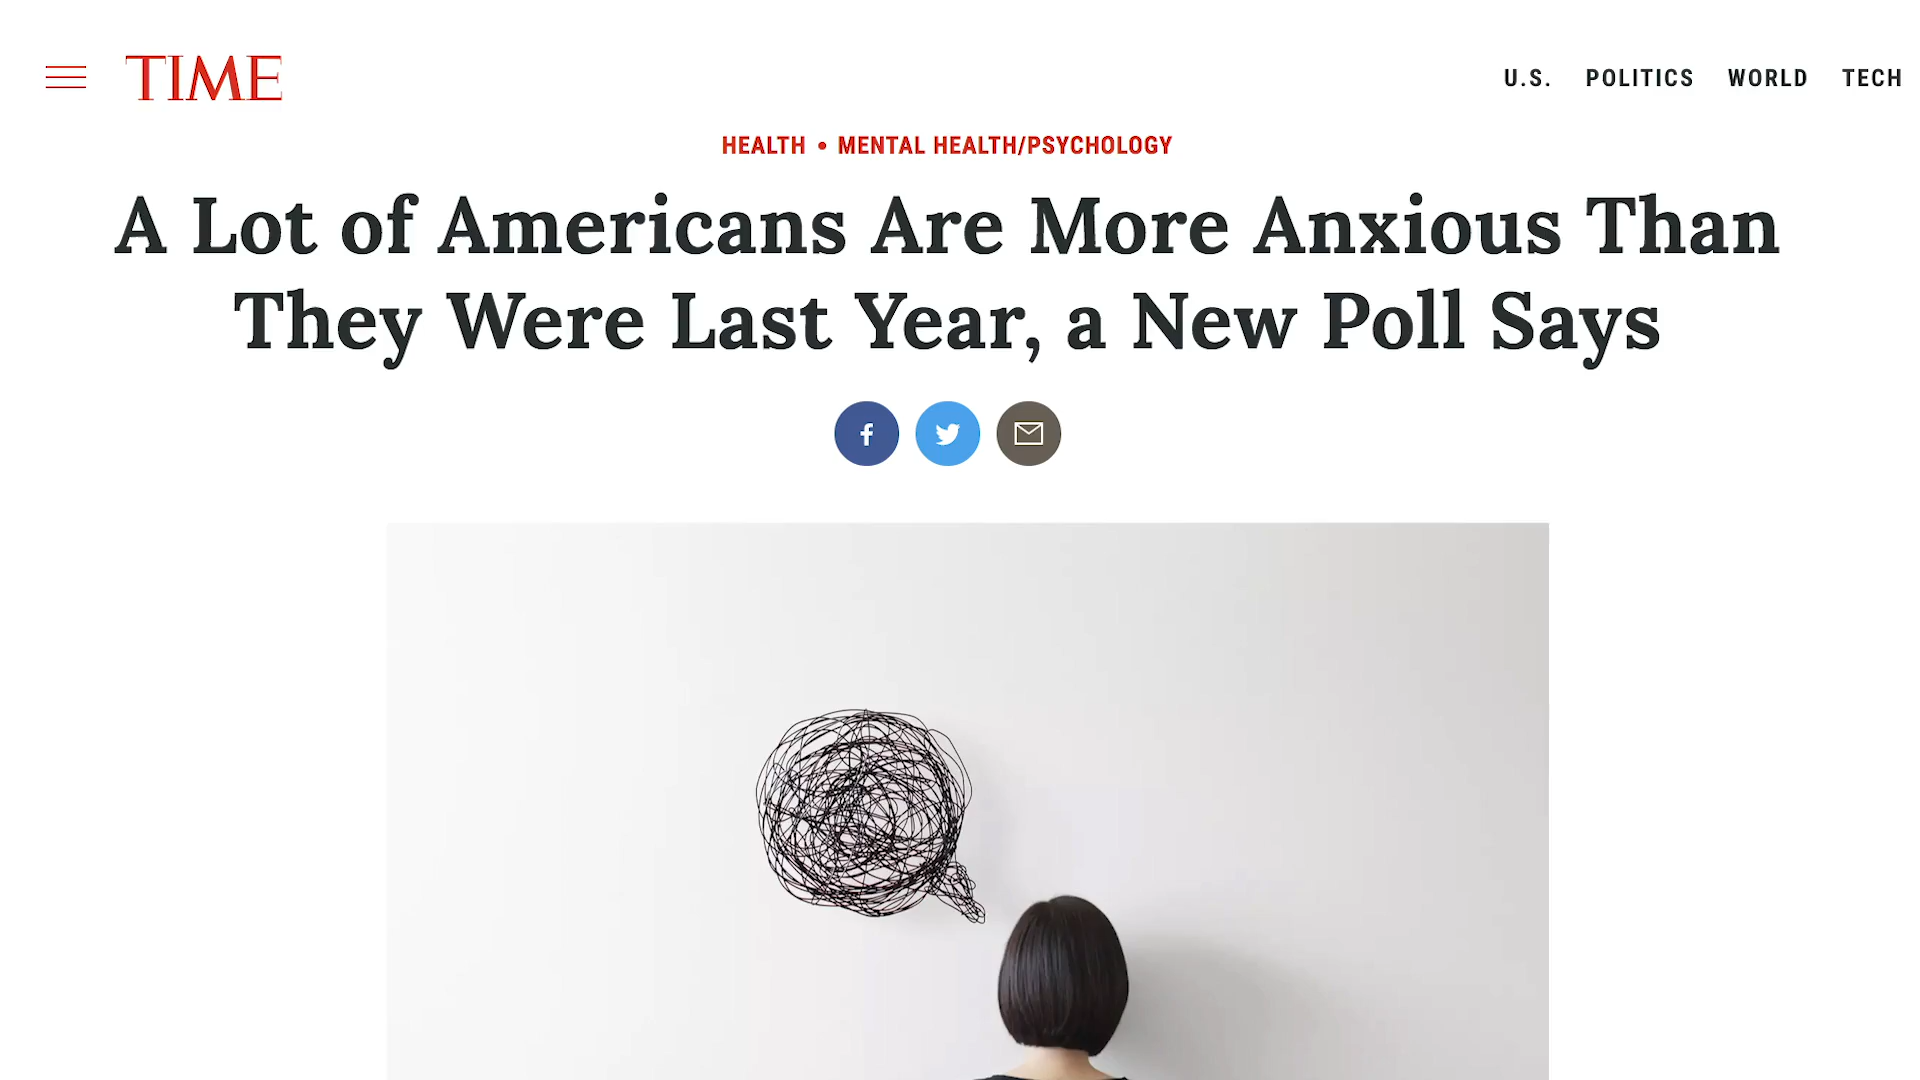 TIME
U.S. POLITICS WORLD TECH
HEALTH • MENTAL HEALTH/PSYCHOLOGY
A Lot of Americans Are More Anxious Than
They Were Last Year, a New Poll Says